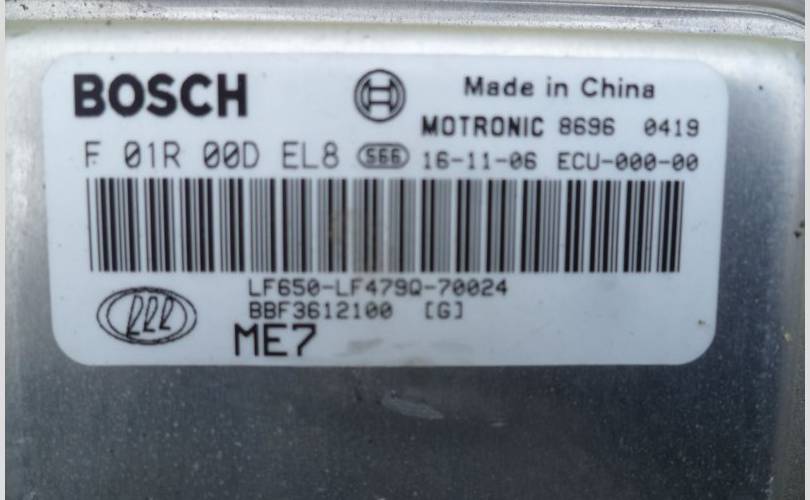 BOSCH
Made in China
MOTRONIC 8696 0419
F 01R 00D EL8 566 16-11-06 ECU-000-00
LF650-LF479Q-70024
BBF3612100 [G]
ME7